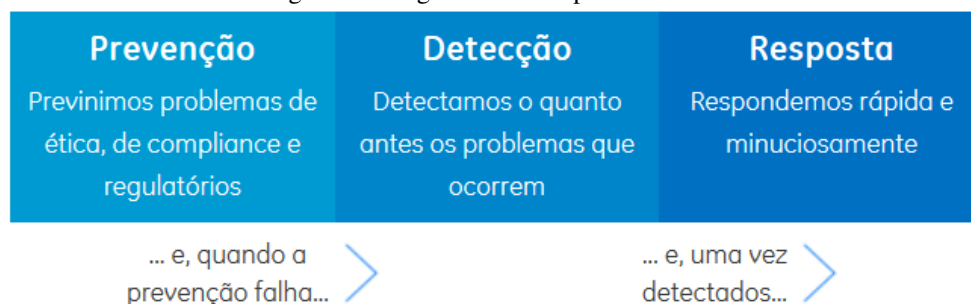 Prevenção
Previnimos problemas de
ética, de compliance e
regulatórios
Detecção
Detectamos o quanto
antes os problemas que
ocorrem
Resposta
Respondemos rápida e
minuciosamente
... e, quando a
prevenção falha...
... e, uma vez
detectados...